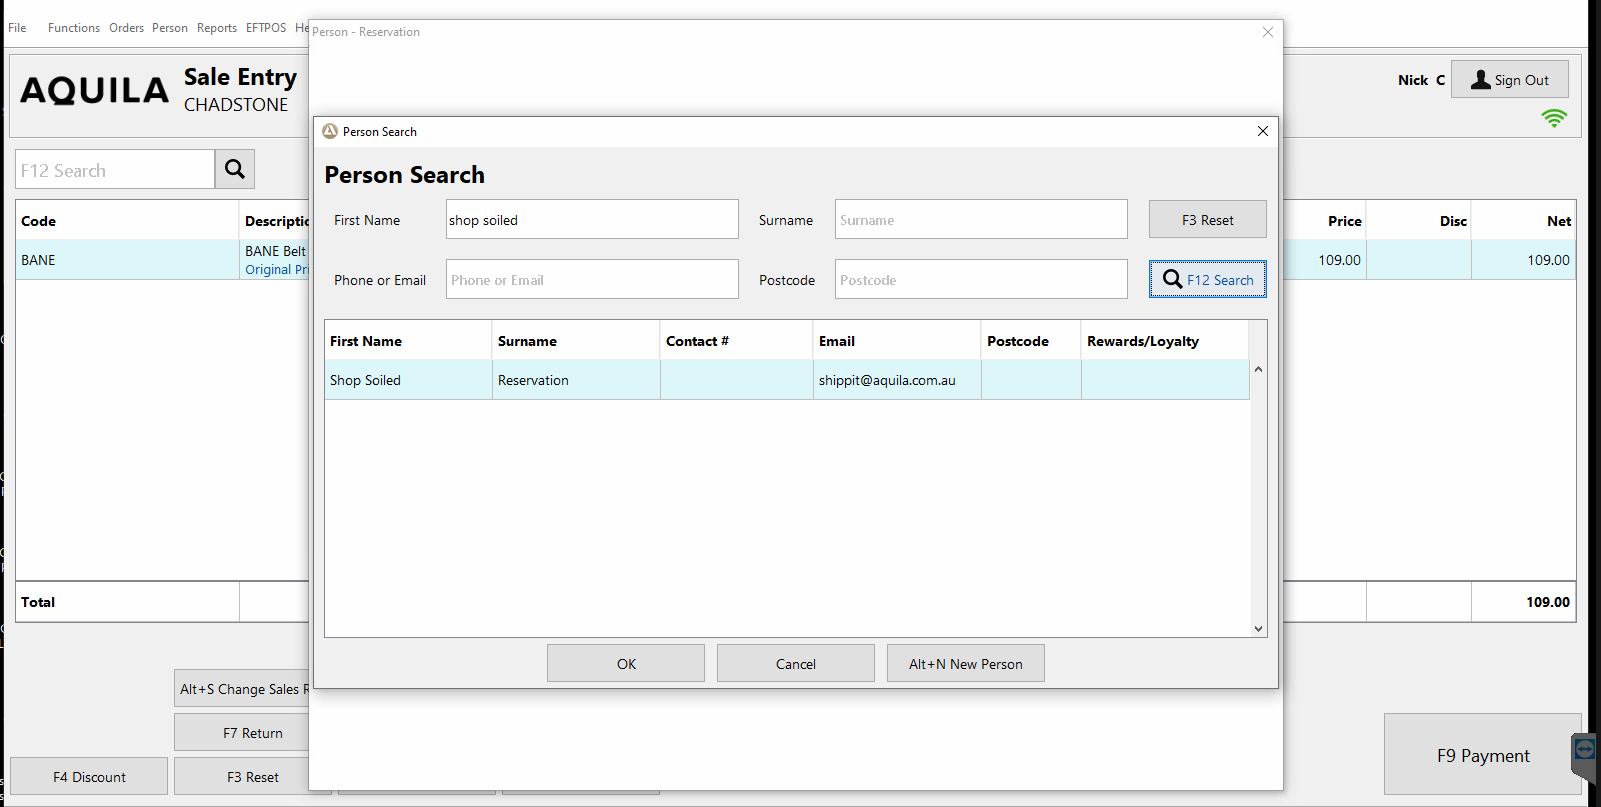 File Functions Orders Person Reports EFTPOS He
Person - Reservation
AQUILA
Sale Entry
CHADSTONE
Nick C
Sign Out
F12 Search
Code Descriptio Price Disc Net
BANE
BANE Belt
Original Pri
109.00 109.00
Total 109.00
Alt+S Change Sales R
F7 Return
F4 Discount
F3 Reset
F9 Payment
Person Search
Person Search
First Name shop soiled Surname Surname F3 Reset
Phone or Email Phone or Email Postcode Postcode F12 Search
First Name Surname Contact # Email Postcode Rewards/Loyalty
Shop Soiled Reservation shippit@aquila.com.au
OK Cancel Alt+N New Person